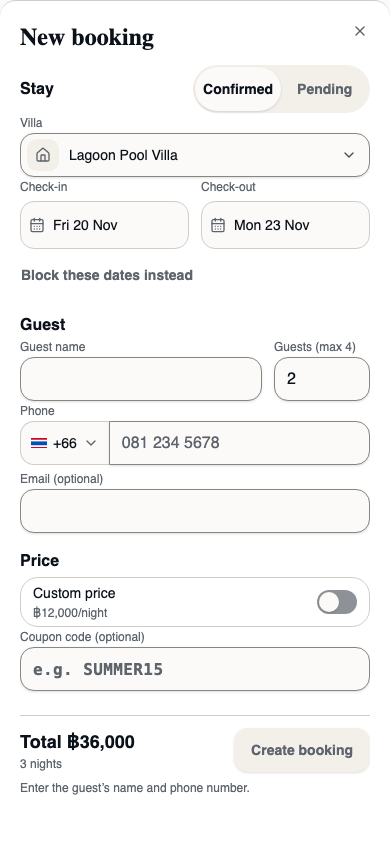 New booking
Stay
Confirmed Pending
Villa
Lagoon Pool Villa
Check-in Check-out
Fri 20 Nov Mon 23 Nov
Block these dates instead
Guest
Guest name Guests (max 4)
2
Phone
+66 081 234 5678
Email (optional)
Price
Custom price
฿12,000/night
Coupon code (optional)
e.g. SUMMER15
Total ฿36,000
3 nights
Create booking
Enter the guest’s name and phone number.